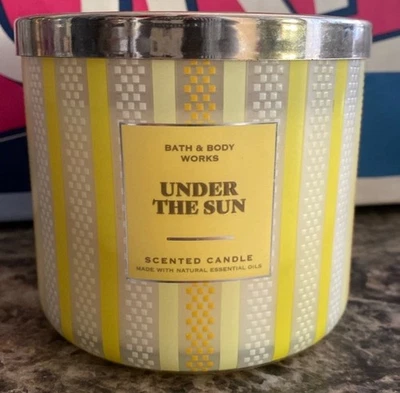 BATH & BODY
WORKS
UNDER
THE SUN
SCENTED CANDLE
MADE WITH NATURAL ESSENTIAL OILS